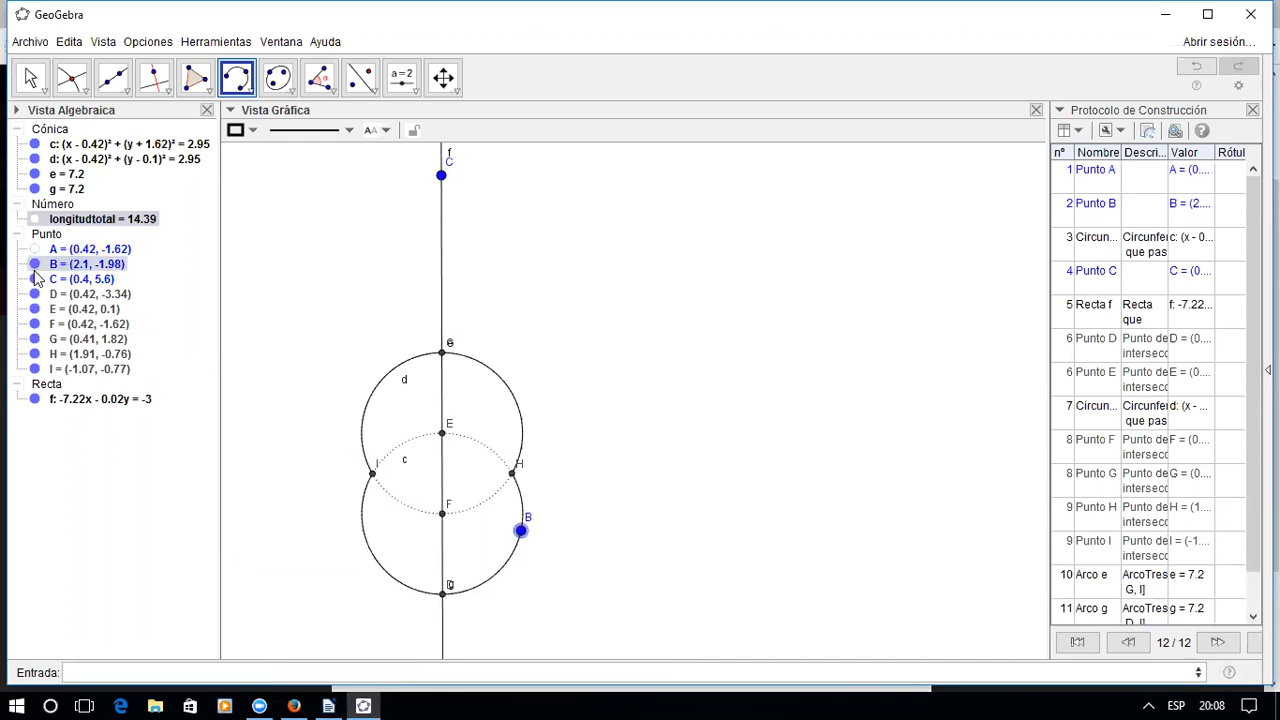 GeoGebra
Archivo Edita Vista Opciones Herramientas Ventana Ayuda
Abrir sesión...
a=2
Vista Algebraica
Vista Gráfica
Protocolo de Construcción
AA
Cónica
c: (x - 0.42)² + (y + 1.62)² = 2.95
d: (x - 0.42)² + (y - 0.1)² = 2.95
e = 7.2
g = 7.2
Número
longitudtotal = 14.39
Punto
A = (0.42, -1.62)
B = (2.1, -1.98)
C = (0.4, 5.6)
D = (0.42, -3.34)
E = (0.42, 0.1)
F = (0.42, -1.62)
G = (0.41, 1.82)
H = (1.91, -0.76)
I = (-1.07, -0.77)
Recta
f: -7.22x - 0.02y = -3
f
C
d
E
c
I
H
F
B
nº Nombre Descri... Valor Rótul
1 Punto A A = (0....
2 Punto B B = (2....
3 Circun... Circunfer c: (x - 0...
que pas
4 Punto C C = (0....
5 Recta f Recta f: -7.22...
que
6 Punto D Punto de D = (0....
intersecc
6 Punto E Punto de E = (0....
intersecc
7 Circun... Circunfer d: (x - ...
que pas
8 Punto F Punto de F = (0....
intersecc
8 Punto G Punto de G = (0....
intersecc
9 Punto H Punto de H = (1....
intersecc
9 Punto I Punto de I = (-1....
intersecc
10 Arco e ArcoTres e = 7.2
G, I]
11 Arco g ArcoTres g = 7.2
D, I]
12 / 12
Entrada:
ESP 20:08